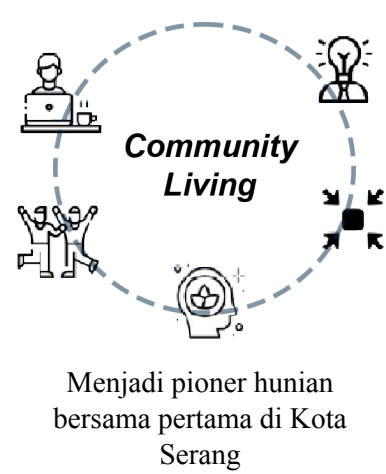 Community
Living
Menjadi pioner hunian
bersama pertama di Kota
Serang